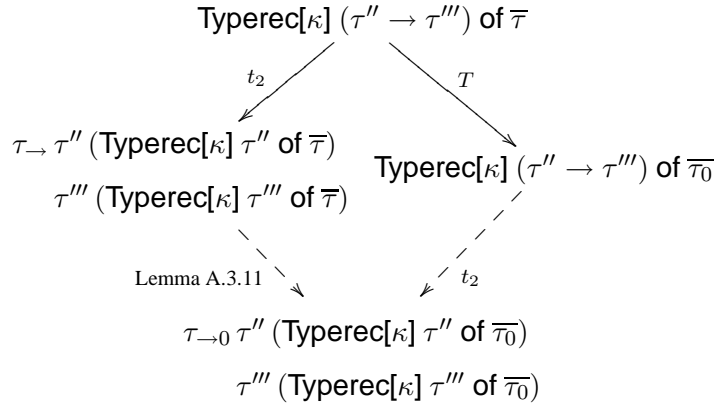 Typerec[κ] (τ′′ → τ′′′) of τ̅
t₂
T
τ→ τ′′ (Typerec[κ] τ′′ of τ̅)
τ′′′ (Typerec[κ] τ′′′ of τ̅)
Typerec[κ] (τ′′ → τ′′′) of τ̅₀̅
Lemma A.3.11
t₂
τ→₀ τ′′ (Typerec[κ] τ′′ of τ̅₀̅)
τ′′′ (Typerec[κ] τ′′′ of τ̅₀̅)